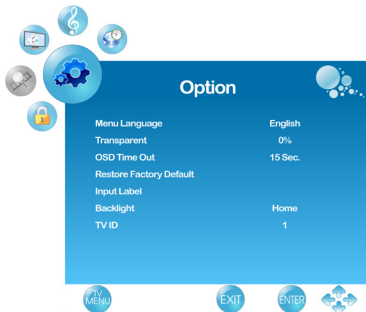 Option
Menu Language English
Transparent 0%
OSD Time Out 15 Sec.
Restore Factory Default
Input Label
Backlight Home
TV ID 1
TV
MENU
EXIT
ENTER